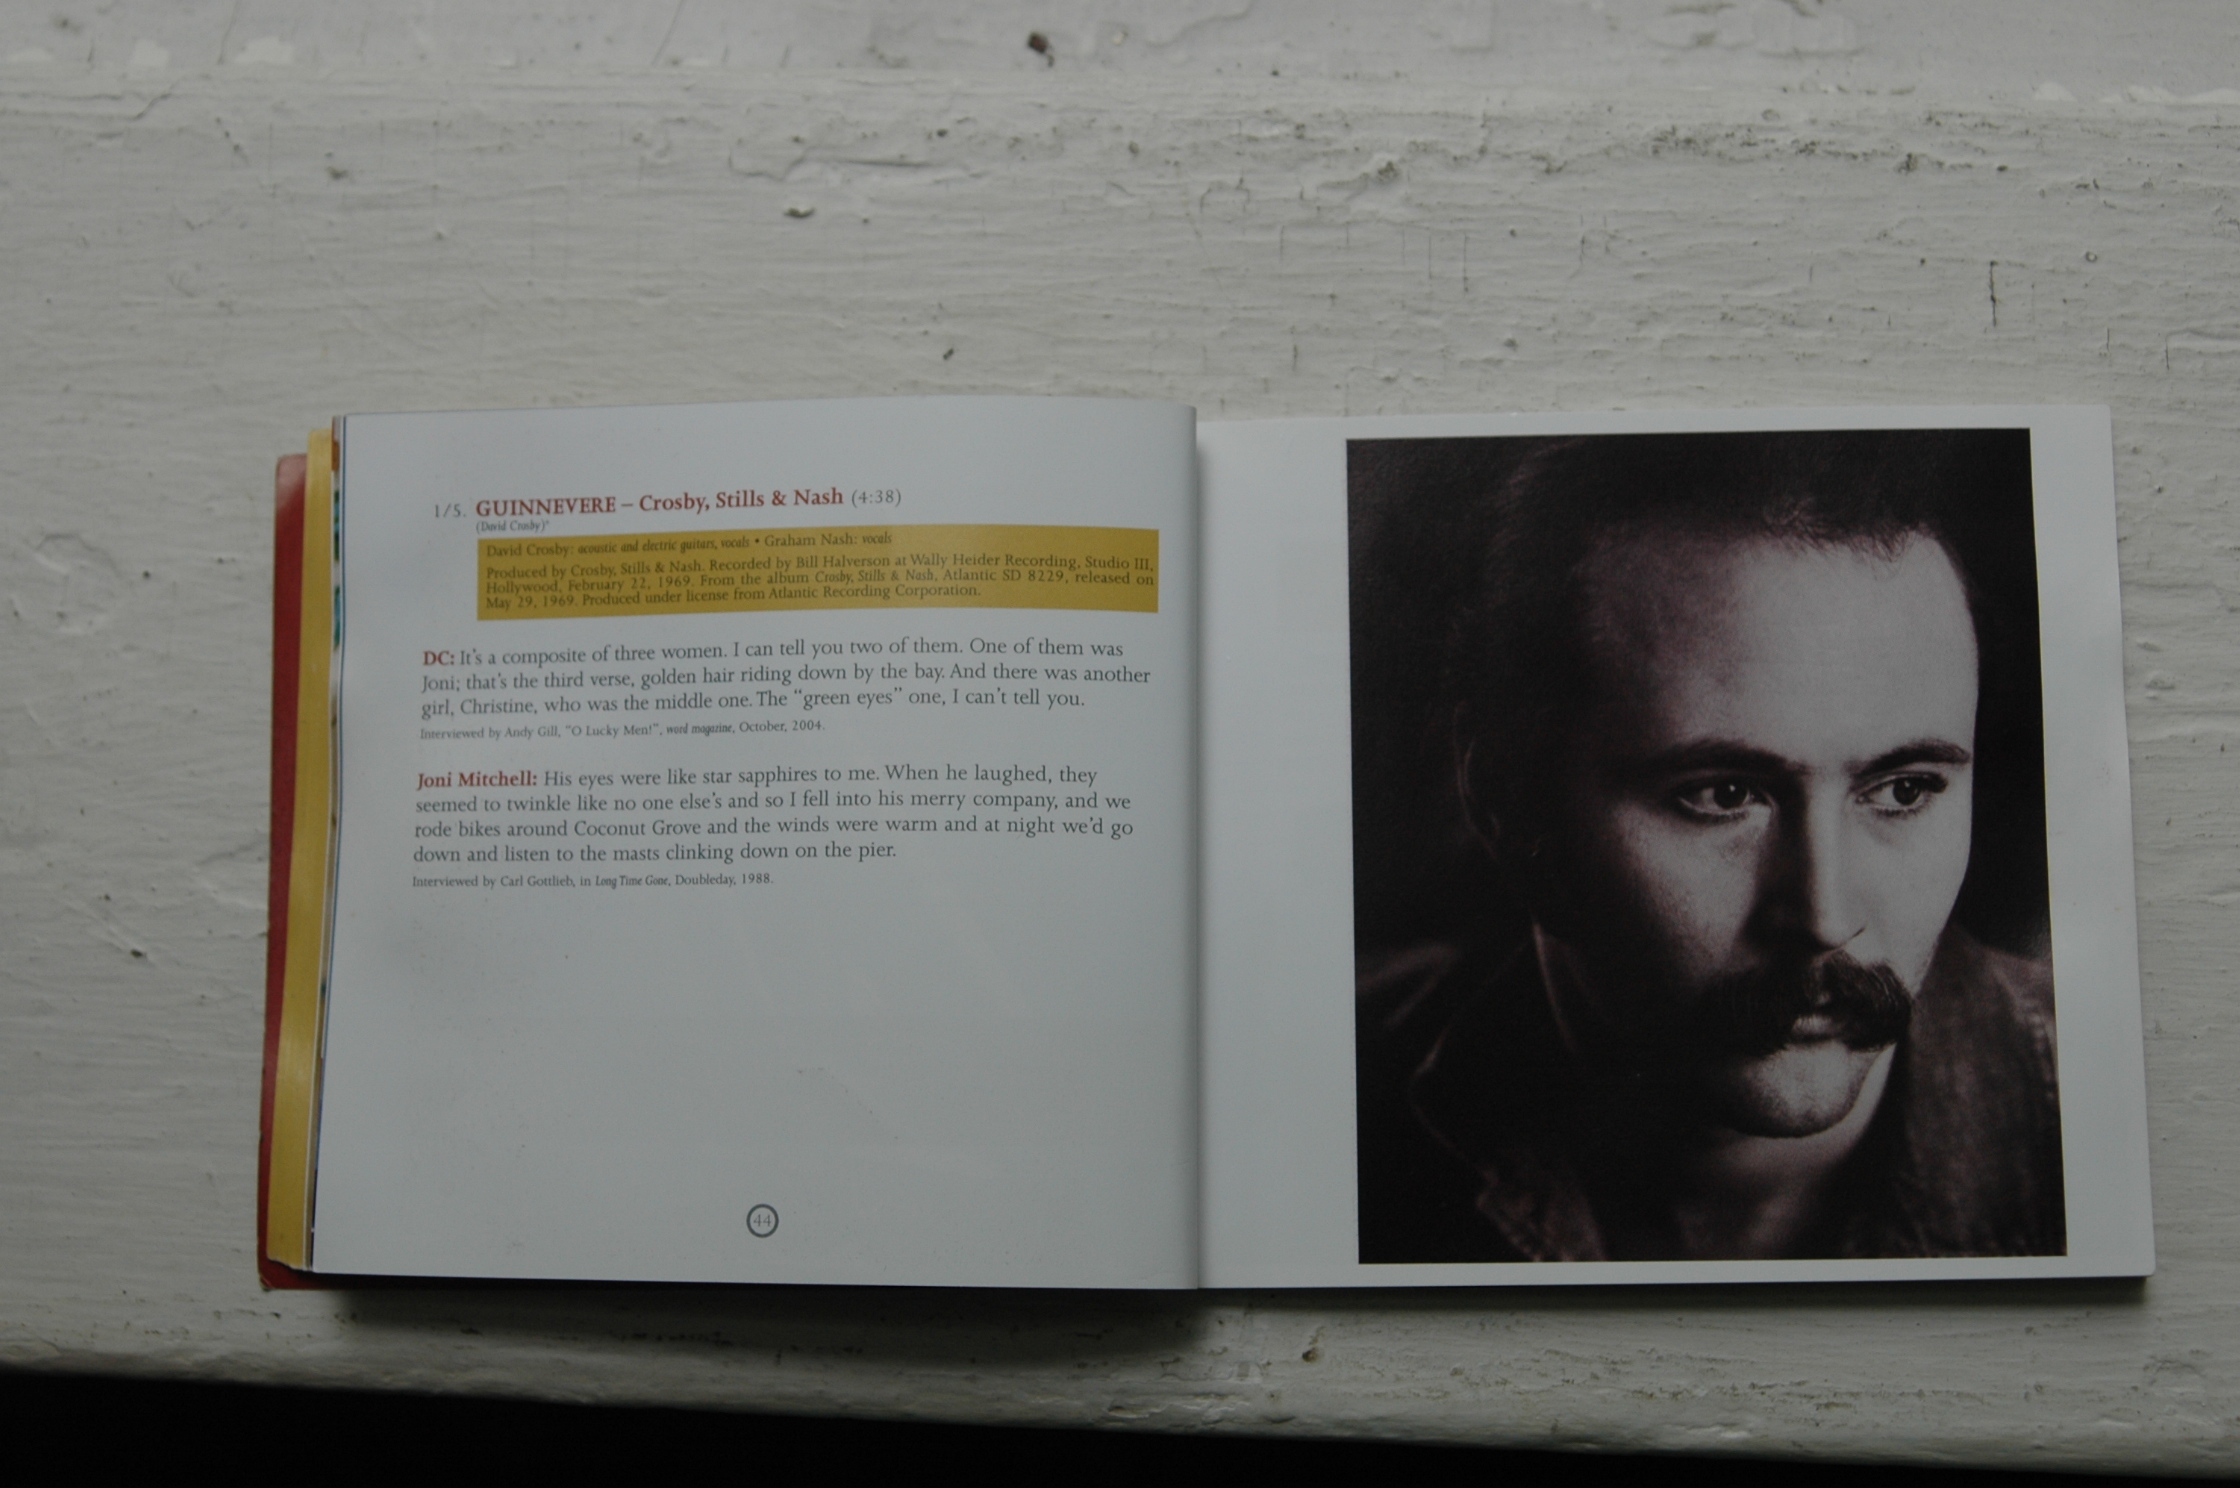 1/5. GUINNEVERE – Crosby, Stills & Nash (4:38)
(David Crosby)*
David Crosby: acoustic and electric guitars, vocals • Graham Nash: vocals
Produced by Crosby, Stills & Nash. Recorded by Bill Halverson at Wally Heider Recording, Studio III,
Hollywood, February 22, 1969. From the album Crosby, Stills & Nash, Atlantic SD 8229, released on
May 29, 1969. Produced under license from Atlantic Recording Corporation.
DC: It's a composite of three women. I can tell you two of them. One of them was
Joni; that's the third verse, golden hair riding down by the bay. And there was another
girl, Christine, who was the middle one. The “green eyes” one, I can't tell you.
Interviewed by Andy Gill, “O Lucky Men!”, word magazine, October, 2004.
Joni Mitchell: His eyes were like star sapphires to me. When he laughed, they
seemed to twinkle like no one else's and so I fell into his merry company, and we
rode bikes around Coconut Grove and the winds were warm and at night we'd go
down and listen to the masts clinking down on the pier.
Interviewed by Carl Gottlieb, in Long Time Gone, Doubleday, 1988.
44